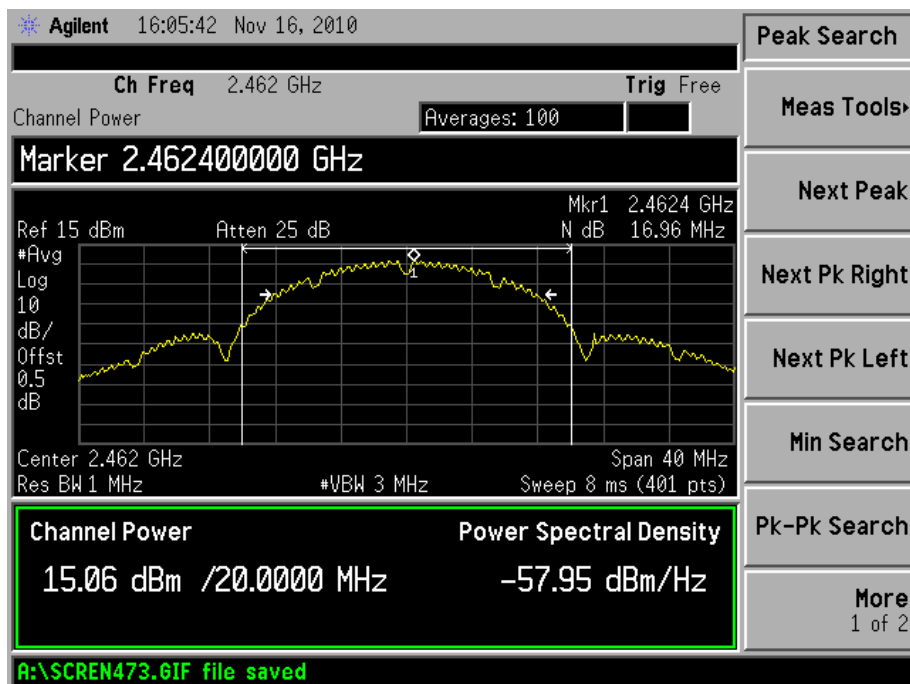 Agilent 16:05:42 Nov 16, 2010
Ch Freq 2.462 GHz Trig Free
Channel Power Averages: 100
Marker 2.462400000 GHz
Mkr1 2.4624 GHz
Ref 15 dBm Atten 25 dB N dB 16.96 MHz
#Avg
Log
10
dB/
Offst
0.5
dB
1
Center 2.462 GHz Span 40 MHz
Res BW 1 MHz #VBW 3 MHz Sweep 8 ms (401 pts)
Channel Power Power Spectral Density
15.06 dBm /20.0000 MHz -57.95 dBm/Hz
A:\SCREN473.GIF file saved
Peak Search
Meas Tools
Next Peak
Next Pk Right
Next Pk Left
Min Search
Pk-Pk Search
More
1 of 2